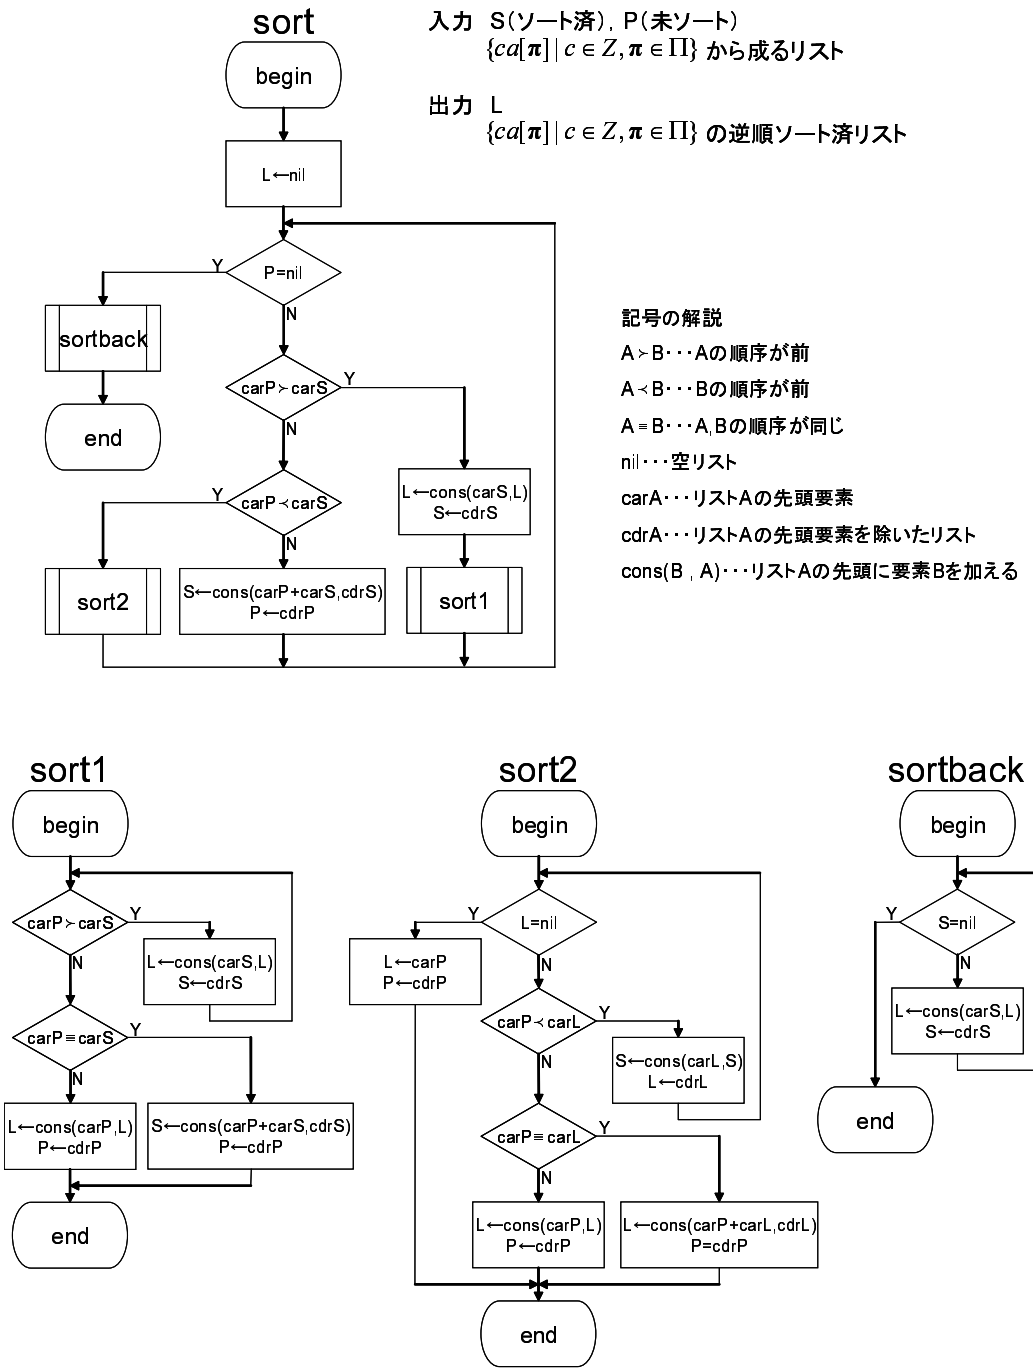 sort
入力 S(ソート済), P(未ソート)
{ca[π] | c ∈ Z, π ∈ Π} から成るリスト
出力 L
{ca[π] | c ∈ Z, π ∈ Π} の逆順ソート済リスト
begin
L←nil
P=nil
Y
N
sortback
end
carP≻carS
Y
N
L←cons(carS,L)
S←cdrS
carP≺carS
Y
N
sort2
S←cons(carP+carS,cdrS)
P←cdrP
sort1
記号の解説
A≻B・・・Aの順序が前
A≺B・・・Bの順序が前
A≡B・・・A,Bの順序が同じ
nil・・・空リスト
carA・・・リストAの先頭要素
cdrA・・・リストAの先頭要素を除いたリスト
cons(B , A)・・・リストAの先頭に要素Bを加える
sort1
begin
carP≻carS
Y
N
L←cons(carS,L)
S←cdrS
carP≡carS
Y
N
L←cons(carP,L)
P←cdrP
S←cons(carP+carS,cdrS)
P←cdrP
end
sort2
begin
L=nil
Y
N
L←carP
P←cdrP
carP≺carL
Y
N
S←cons(carL,S)
L←cdrL
carP≡carL
Y
N
L←cons(carP,L)
P←cdrP
L←cons(carP+carL,cdrL)
P=cdrP
end
sortback
begin
S=nil
Y
N
L←cons(carS,L)
S←cdrS
end